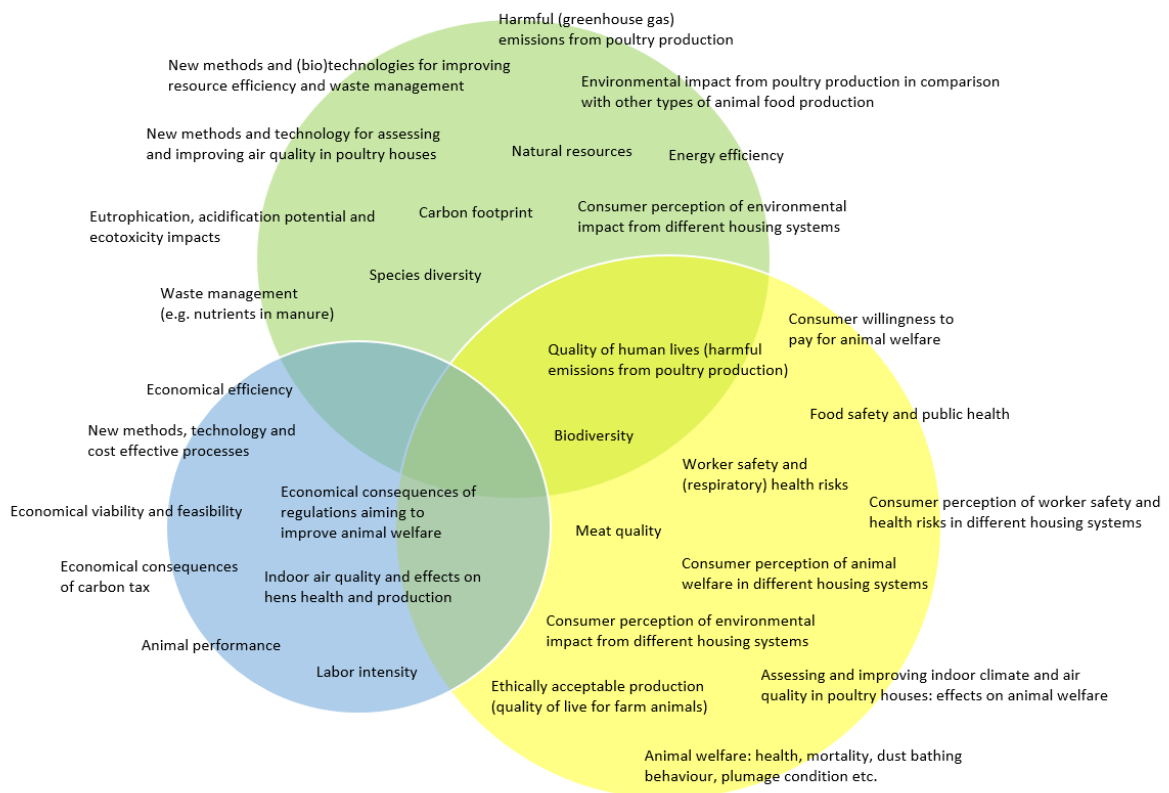 Harmful (greenhouse gas)
emissions from poultry production
New methods and (bio)technologies for improving
resource efficiency and waste management
Environmental impact from poultry production in comparison
with other types of animal food production
New methods and technology for assessing
and improving air quality in poultry houses
Natural resources
Energy efficiency
Eutrophication, acidification potential and
ecotoxicity impacts
Carbon footprint
Consumer perception of environmental
impact from different housing systems
Species diversity
Waste management
(e.g. nutrients in manure)
Consumer willingness to
pay for animal welfare
Quality of human lives (harmful
emissions from poultry production)
Economical efficiency
Food safety and public health
New methods, technology and
cost effective processes
Biodiversity
Worker safety and
(respiratory) health risks
Economical consequences of
regulations aiming to
improve animal welfare
Economical viability and feasibility
Consumer perception of worker safety and
health risks in different housing systems
Meat quality
Economical consequences
of carbon tax
Indoor air quality and effects on
hens health and production
Consumer perception of animal
welfare in different housing systems
Consumer perception of environmental
impact from different housing systems
Animal performance
Labor intensity
Ethically acceptable production
(quality of live for farm animals)
Assessing and improving indoor climate and air
quality in poultry houses: effects on animal welfare
Animal welfare: health, mortality, dust bathing
behaviour, plumage condition etc.